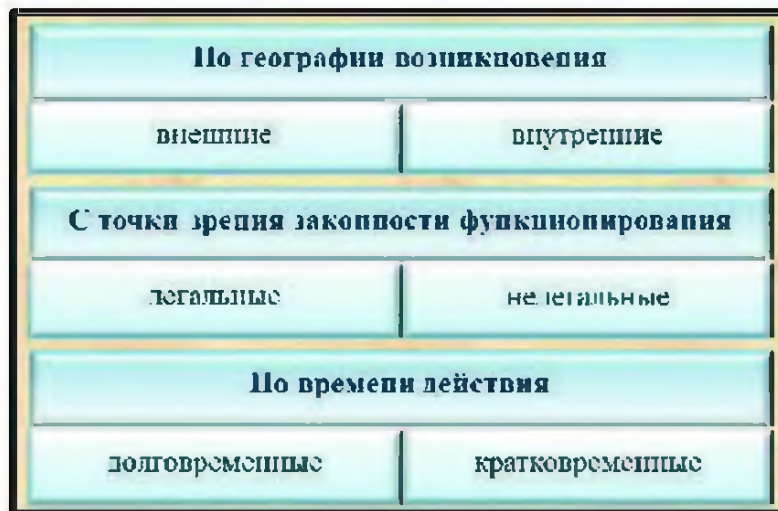 По географии возникновения
внешние внутренние
С точки зрения законности функционирования
легальные нелегальные
По времени действия
долговременные кратковременные